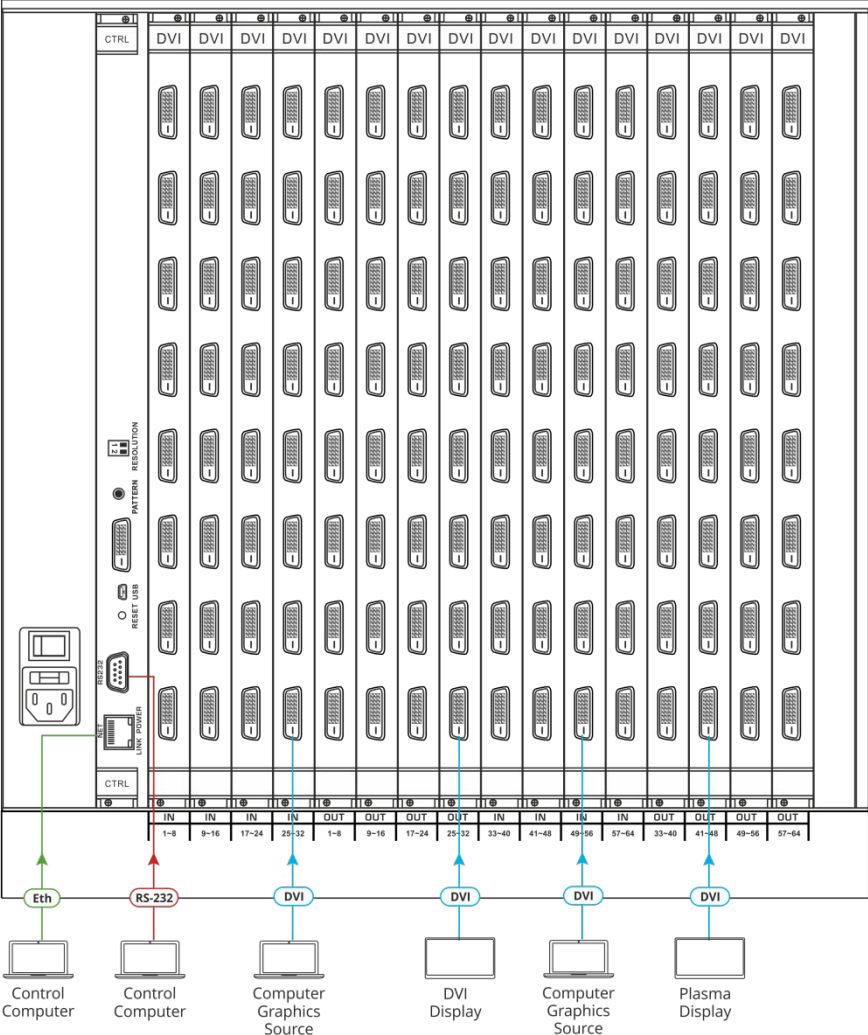 CTRL DVI DVI DVI DVI DVI DVI DVI DVI DVI DVI DVI DVI DVI DVI DVI DVI
1 2
RESOLUTION
PATTERN
USB
RESET
RS232
NET
LINK POWER
CTRL
IN IN IN IN OUT OUT OUT OUT IN IN IN IN OUT OUT OUT OUT
1~8 9~16 17~24 25~32 1~8 9~16 17~24 25~32 33~40 41~48 49~56 57~64 33~40 41~48 49~56 57~64
Eth RS-232 DVI DVI DVI DVI
Control Control Computer DVI Computer Plasma
Computer Computer Graphics Display Graphics Display
Source Source